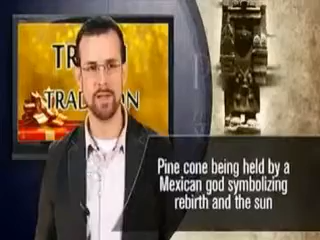 TR
TRADITION
Pine cone being held by a
Mexican god symbolizing
rebirth and the sun